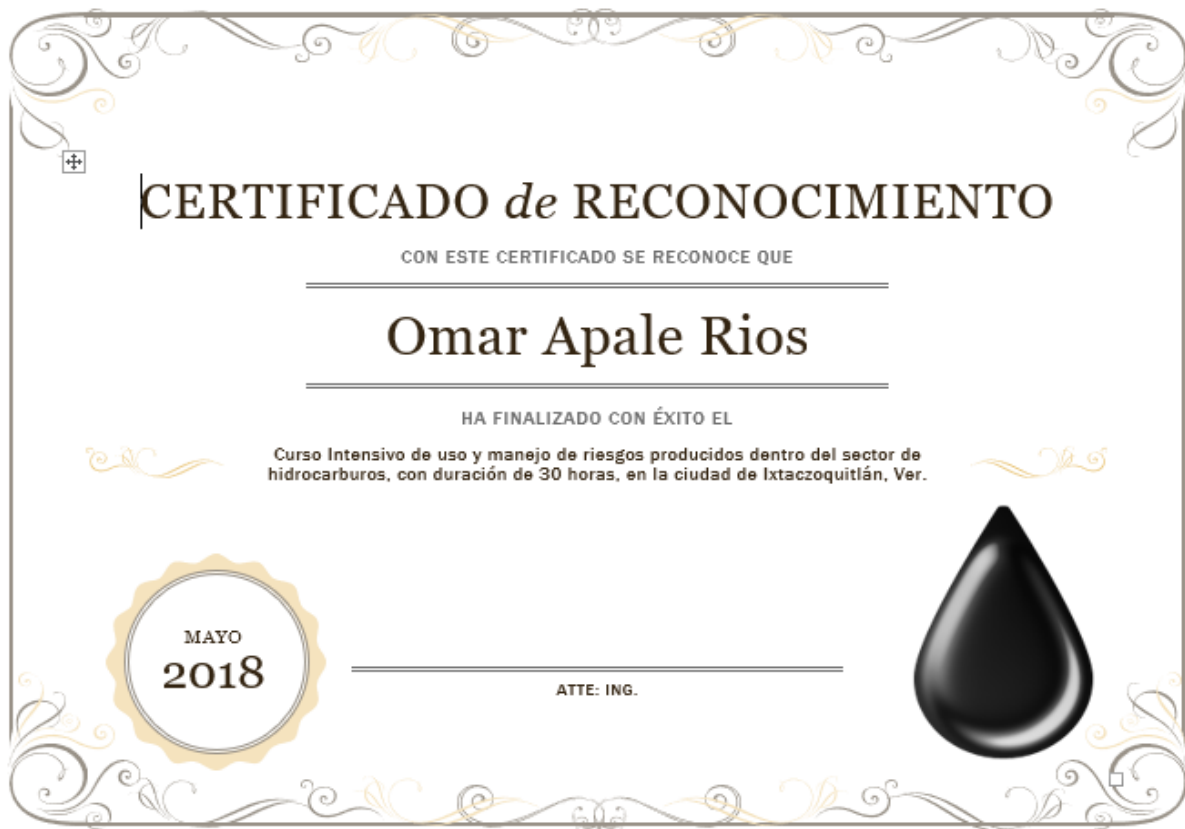 CERTIFICADO de RECONOCIMIENTO
CON ESTE CERTIFICADO SE RECONOCE QUE
Omar Apale Rios
HA FINALIZADO CON ÉXITO EL
Curso Intensivo de uso y manejo de riesgos producidos dentro del sector de
hidrocarburos, con duración de 30 horas, en la ciudad de Ixtaczoquitlán, Ver.
MAYO
2018
ATTE: ING.